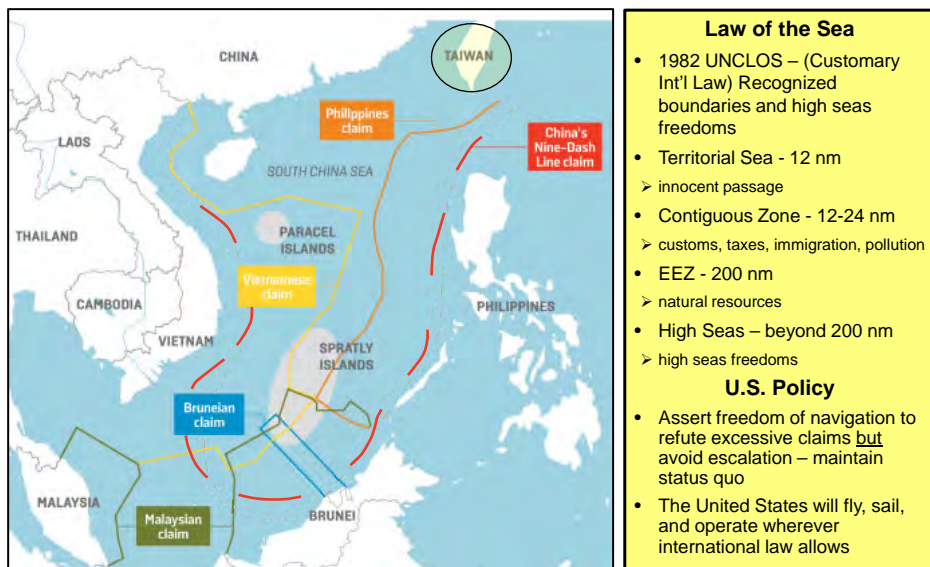 CHINA
TAIWAN
Philippines
claim
China's
Nine-Dash
Line claim
LAOS
SOUTH CHINA SEA
PARACEL
ISLANDS
THAILAND
Vietnamese
claim
CAMBODIA
PHILIPPINES
VIETNAM
SPRATLY
ISLANDS
Bruneian
claim
MALAYSIA
BRUNEI
Malaysian
claim
Law of the Sea
• 1982 UNCLOS – (Customary
Int'l Law) Recognized
boundaries and high seas
freedoms
• Territorial Sea - 12 nm
➢ innocent passage
• Contiguous Zone - 12-24 nm
➢ customs, taxes, immigration, pollution
• EEZ - 200 nm
➢ natural resources
• High Seas – beyond 200 nm
➢ high seas freedoms
U.S. Policy
• Assert freedom of navigation to
refute excessive claims but
avoid escalation – maintain
status quo
• The United States will fly, sail,
and operate wherever
international law allows